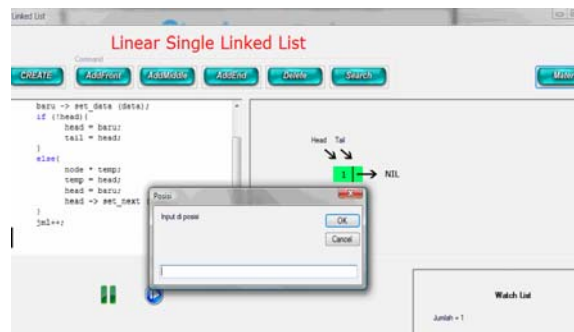 Linked List
Linear Single Linked List
Command
CREATE AddFront AddMiddle AddEnd Delete Search Materi
baru -> set_data (data);
if (!head){
head = baru;
tail = head;
}
else{
node * temp;
temp = head;
head = baru;
head -> set_next
}
jml++;
Head Tail
1 NIL
Posisi
Input di posisi
OK
Cancel
Watch List
Jumlah = 1